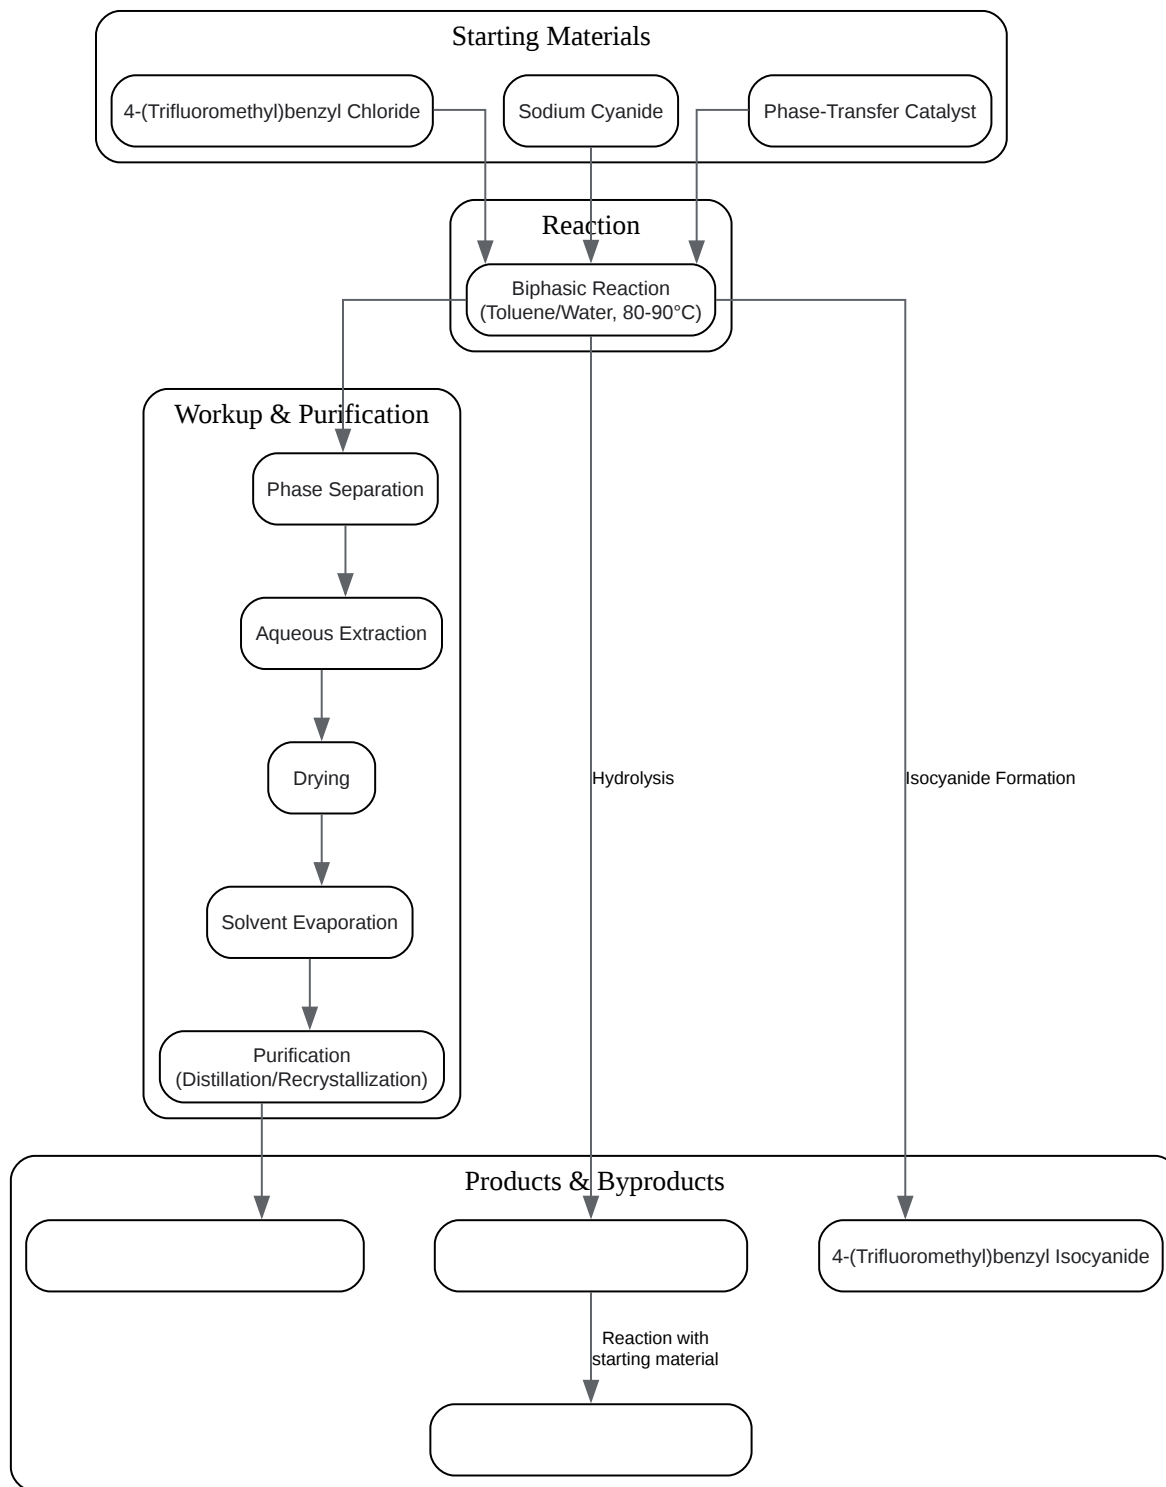 Starting Materials
4-(Trifluoromethyl)benzyl Chloride
Sodium Cyanide
Phase-Transfer Catalyst
Reaction
Biphasic Reaction
(Toluene/Water, 80-90°C)
Workup & Purification
Phase Separation
Aqueous Extraction
Drying
Hydrolysis
Isocyanide Formation
Solvent Evaporation
Purification
(Distillation/Recrystallization)
Products & Byproducts
4-(Trifluoromethyl)benzyl Isocyanide
Reaction with
starting material